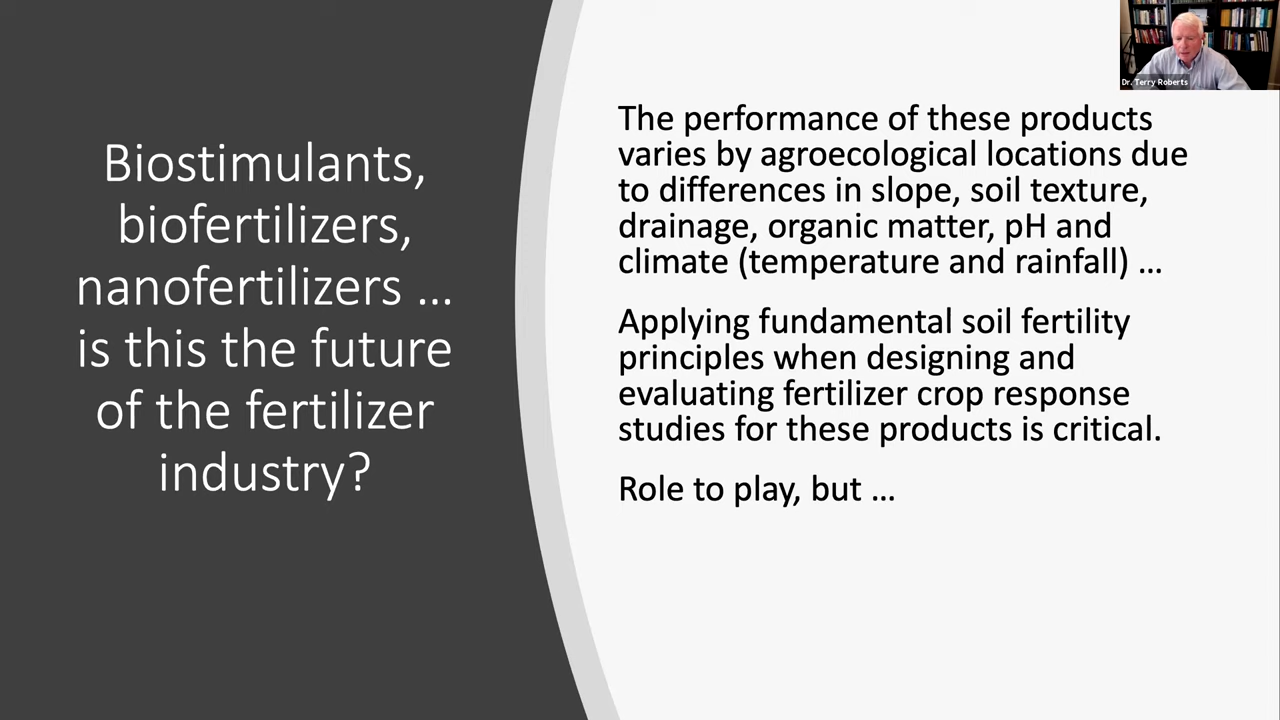 Biostimulants,
biofertilizers,
nanofertilizers ...
is this the future
of the fertilizer
industry?
The performance of these products
varies by agroecological locations due
to differences in slope, soil texture,
drainage, organic matter, pH and
climate (temperature and rainfall) ...
Applying fundamental soil fertility
principles when designing and
evaluating fertilizer crop response
studies for these products is critical.
Role to play, but ...
Dr. Terry Roberts